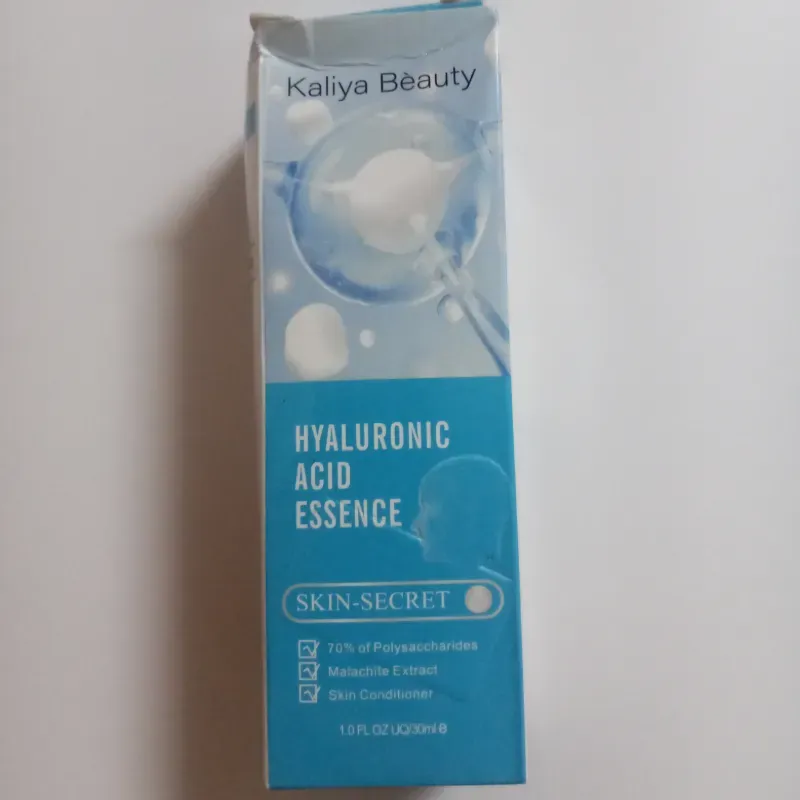 Kaliya Bèauty
HYALURONIC
ACID
ESSENCE
SKIN-SECRET
70% of Polysaccharides
Malachite Extract
Skin Conditioner
1.0 FL OZ UQ/30ml e